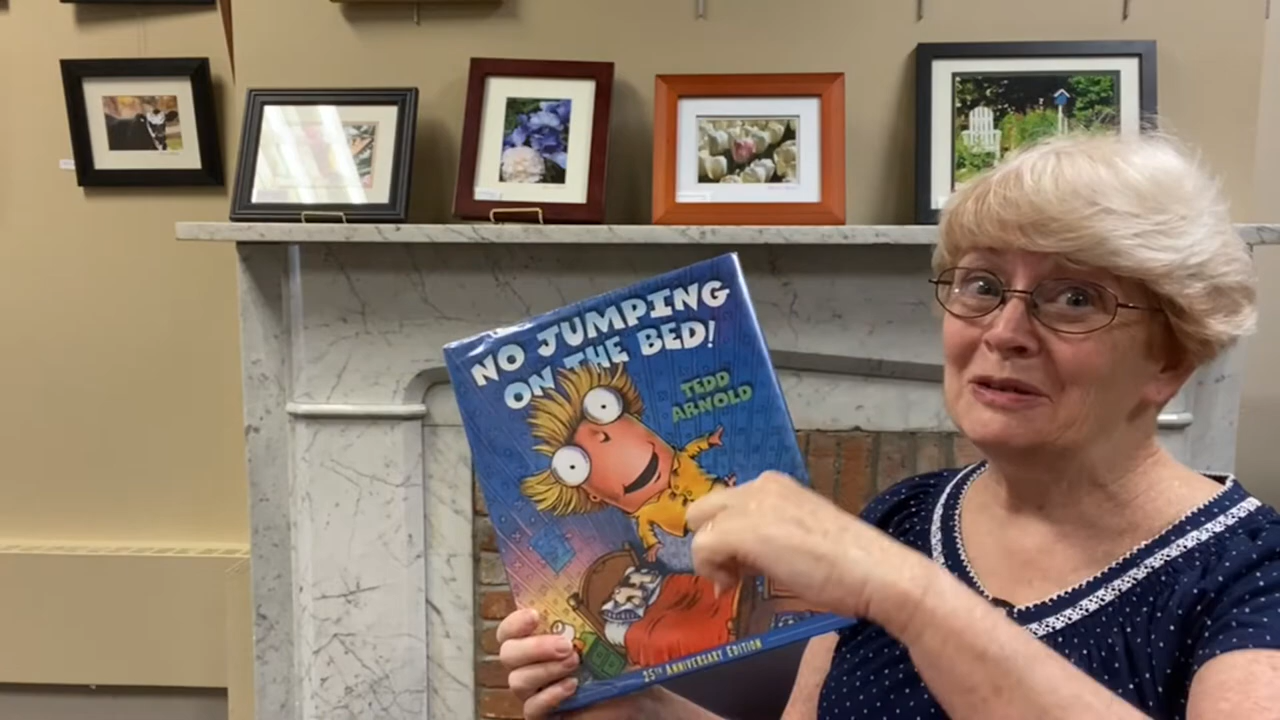 NO JUMPING
ON THE BED!
TEDD
ARNOLD
25TH ANNIVERSARY EDITION